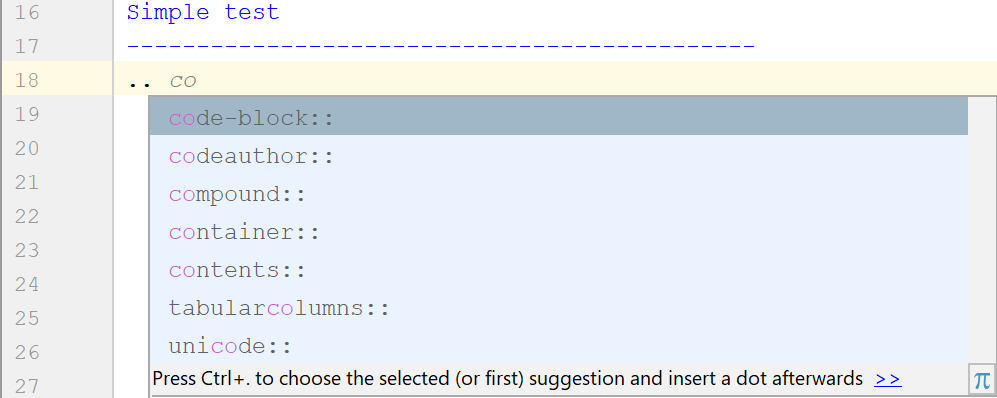 16 Simple test
17 ---------------------------------------------
18 .. co
19 code-block::
20 codeauthor::
21 compound::
22 container::
23 contents::
24 tabularcolumns::
25 unicode::
26
27 Press Ctrl+. to choose the selected (or first) suggestion and insert a dot afterwards >> π